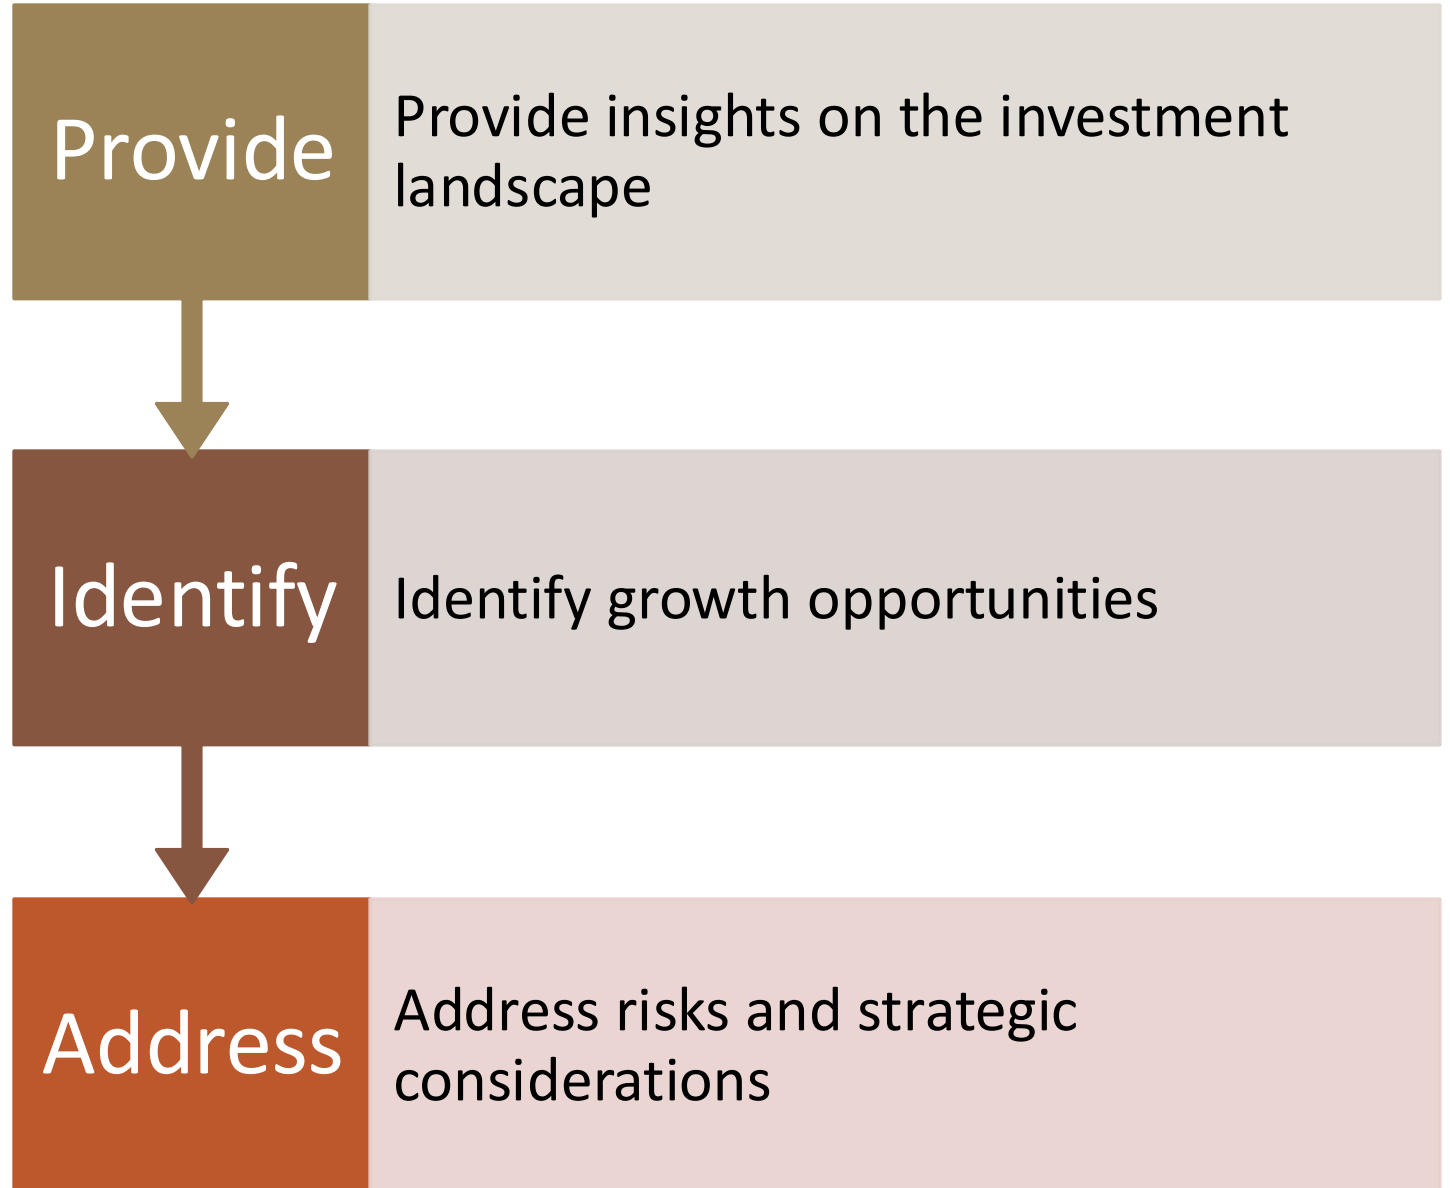 Provide
Provide insights on the investment
landscape
Identify
Identify growth opportunities
Address
Address risks and strategic
considerations